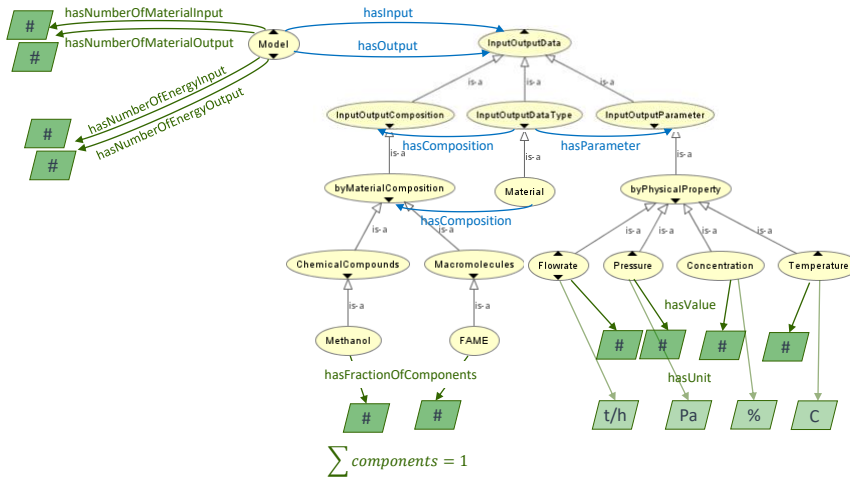 hasNumberOfMaterialInput
#
hasNumberOfMaterialOutput
#
Model
hasInput
hasOutput
InputOutputData
hasNumberOfEnergyInput
hasNumberOfEnergyOutput
#
#
is-a
is-a
is-a
InputOutputComposition
InputOutputDataType
InputOutputParameter
hasComposition
hasParameter
is-a
is-a
is-a
byMaterialComposition
Material
byPhysicalProperty
hasComposition
is-a
is-a
is-a
is-a
is-a
is-a
ChemicalCompounds
Macromolecules
Flowrate
Pressure
Concentration
Temperature
is-a
is-a
hasValue
Methanol
FAME
#
#
#
#
hasFractionOfComponents
hasUnit
#
#
t/h
Pa
%
C
∑ components = 1